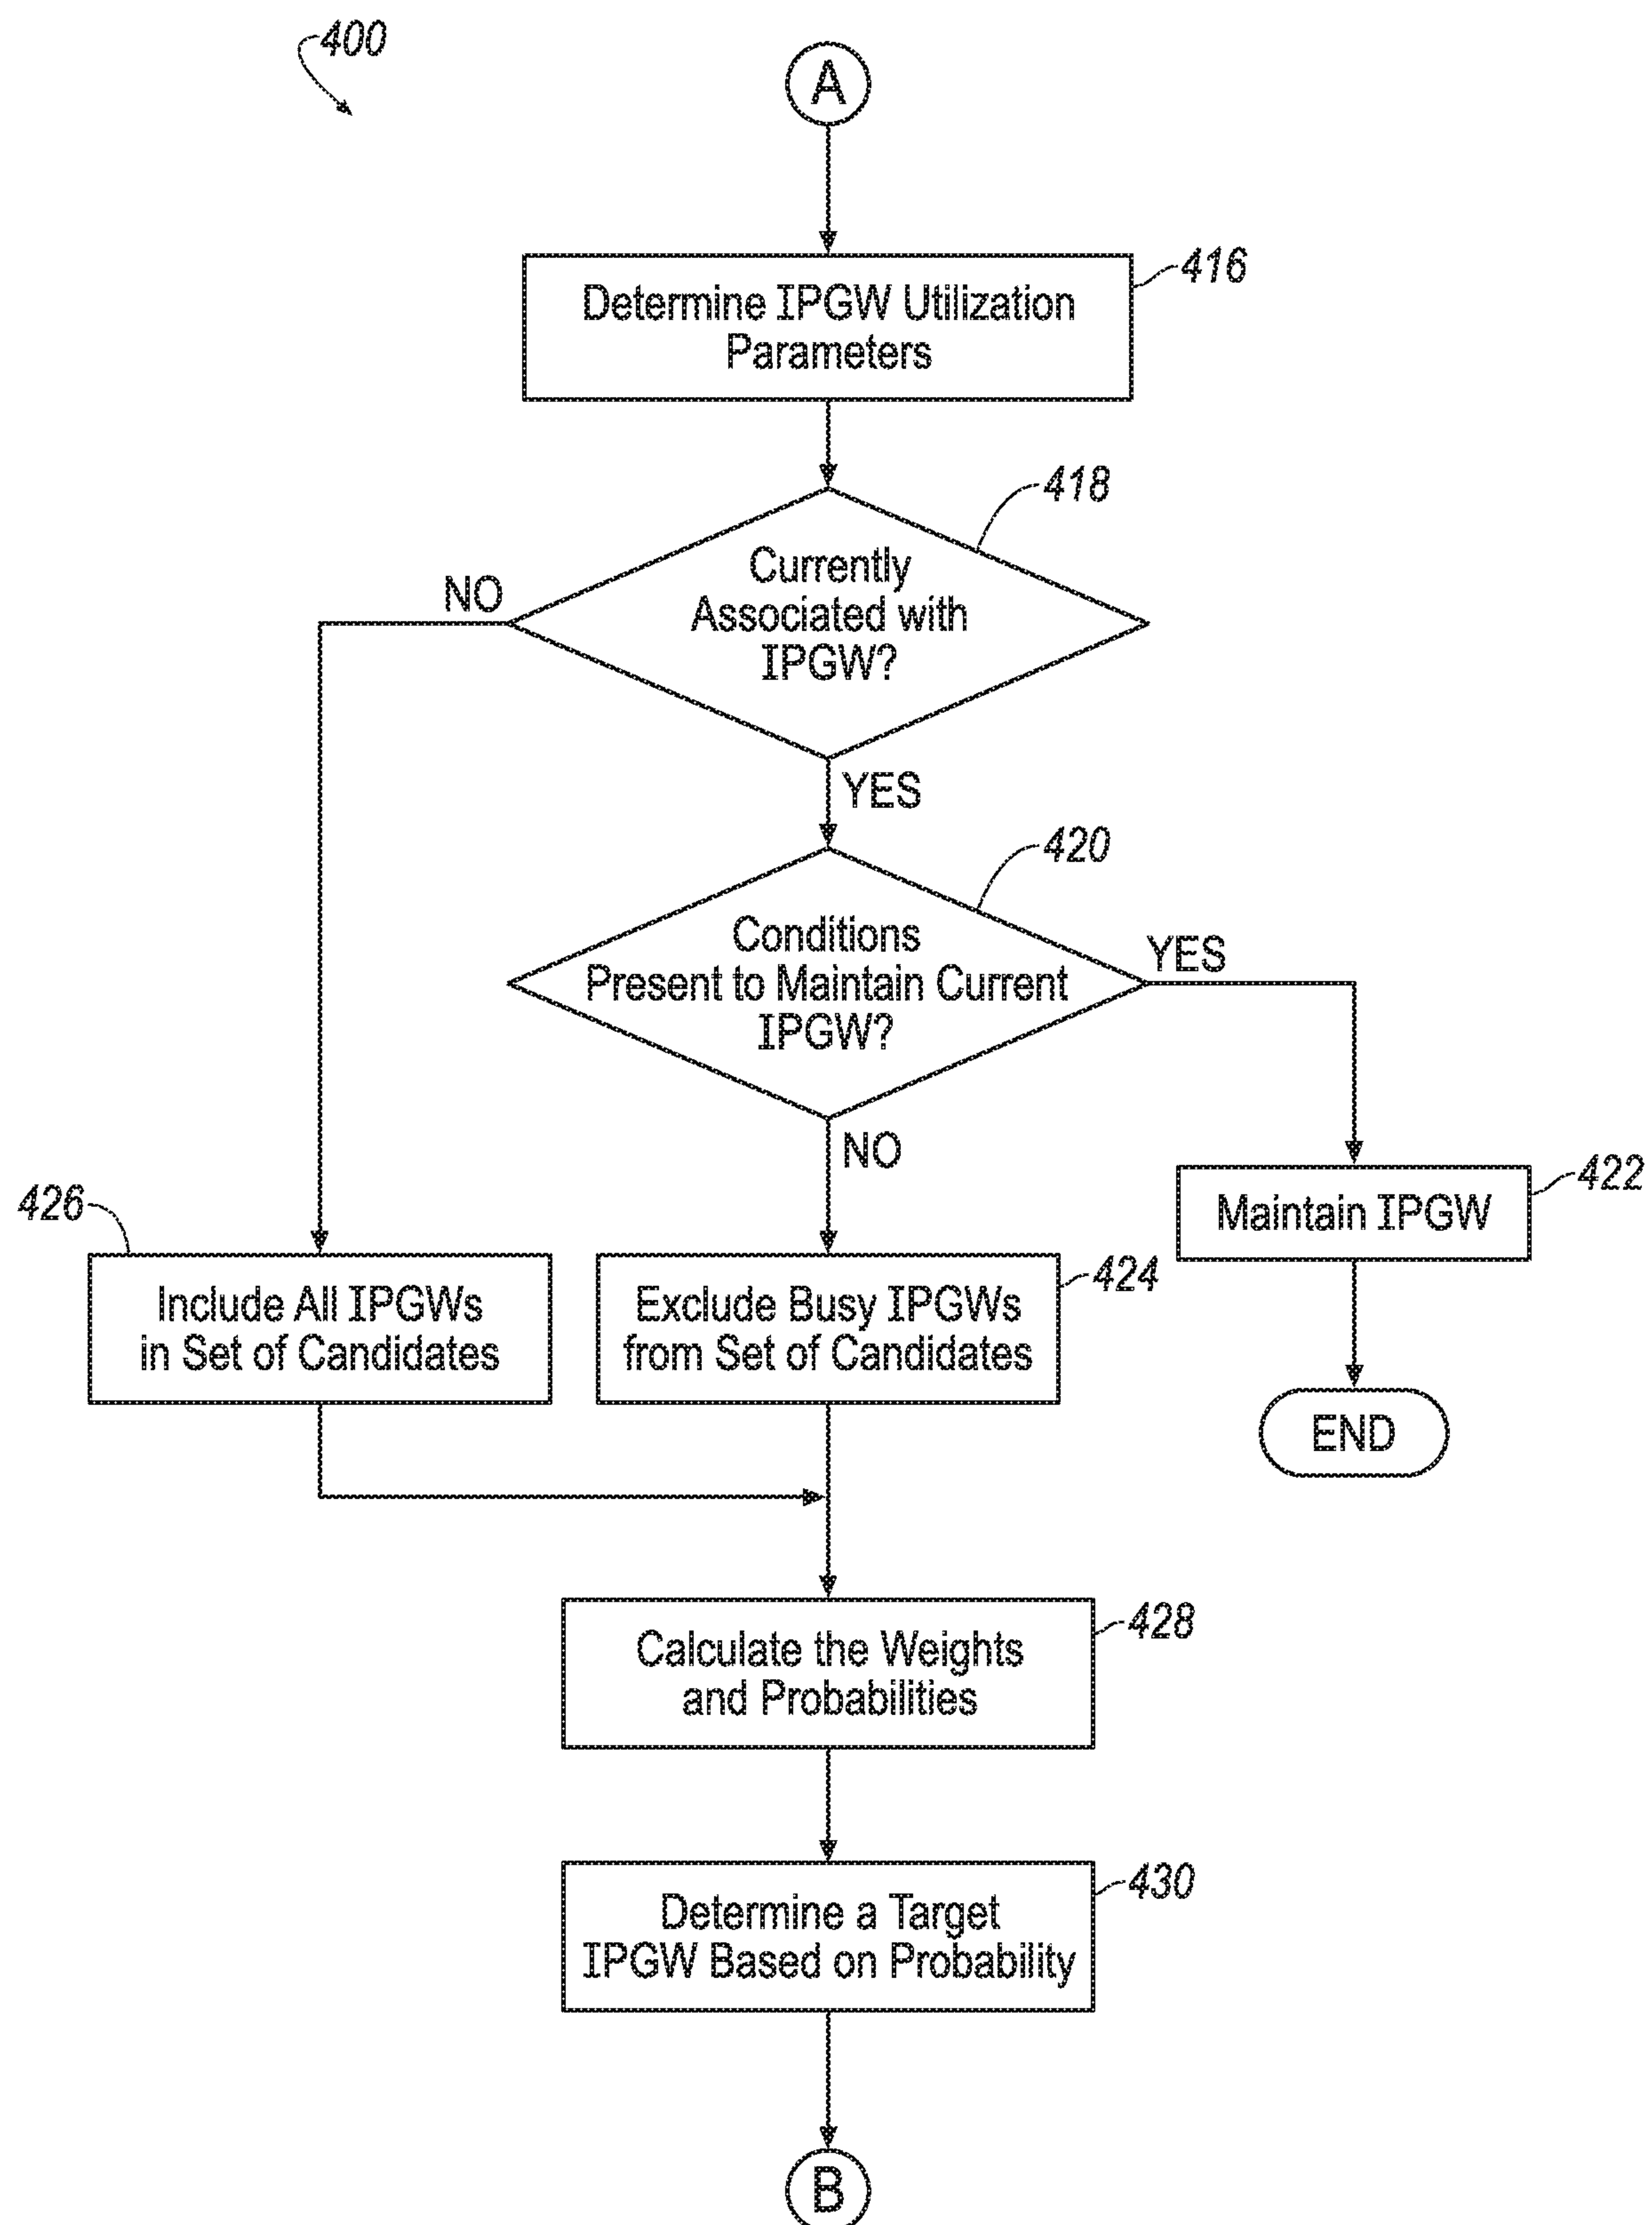 400
A
416
Determine IPGW Utilization
Parameters
418
Currently
Associated with
IPGW?
NO
YES
420
Conditions
Present to Maintain Current
IPGW?
YES
NO
422
Maintain IPGW
426
Include All IPGWs
in Set of Candidates
424
Exclude Busy IPGWs
from Set of Candidates
END
428
Calculate the Weights
and Probabilities
430
Determine a Target
IPGW Based on Probability
B